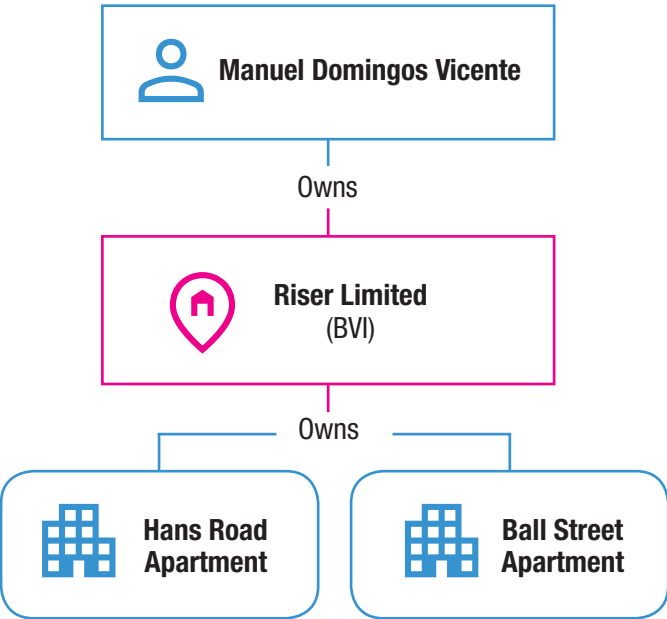 Manuel Domingos Vicente
Owns
Riser Limited
(BVI)
Owns
Hans Road
Apartment
Ball Street
Apartment